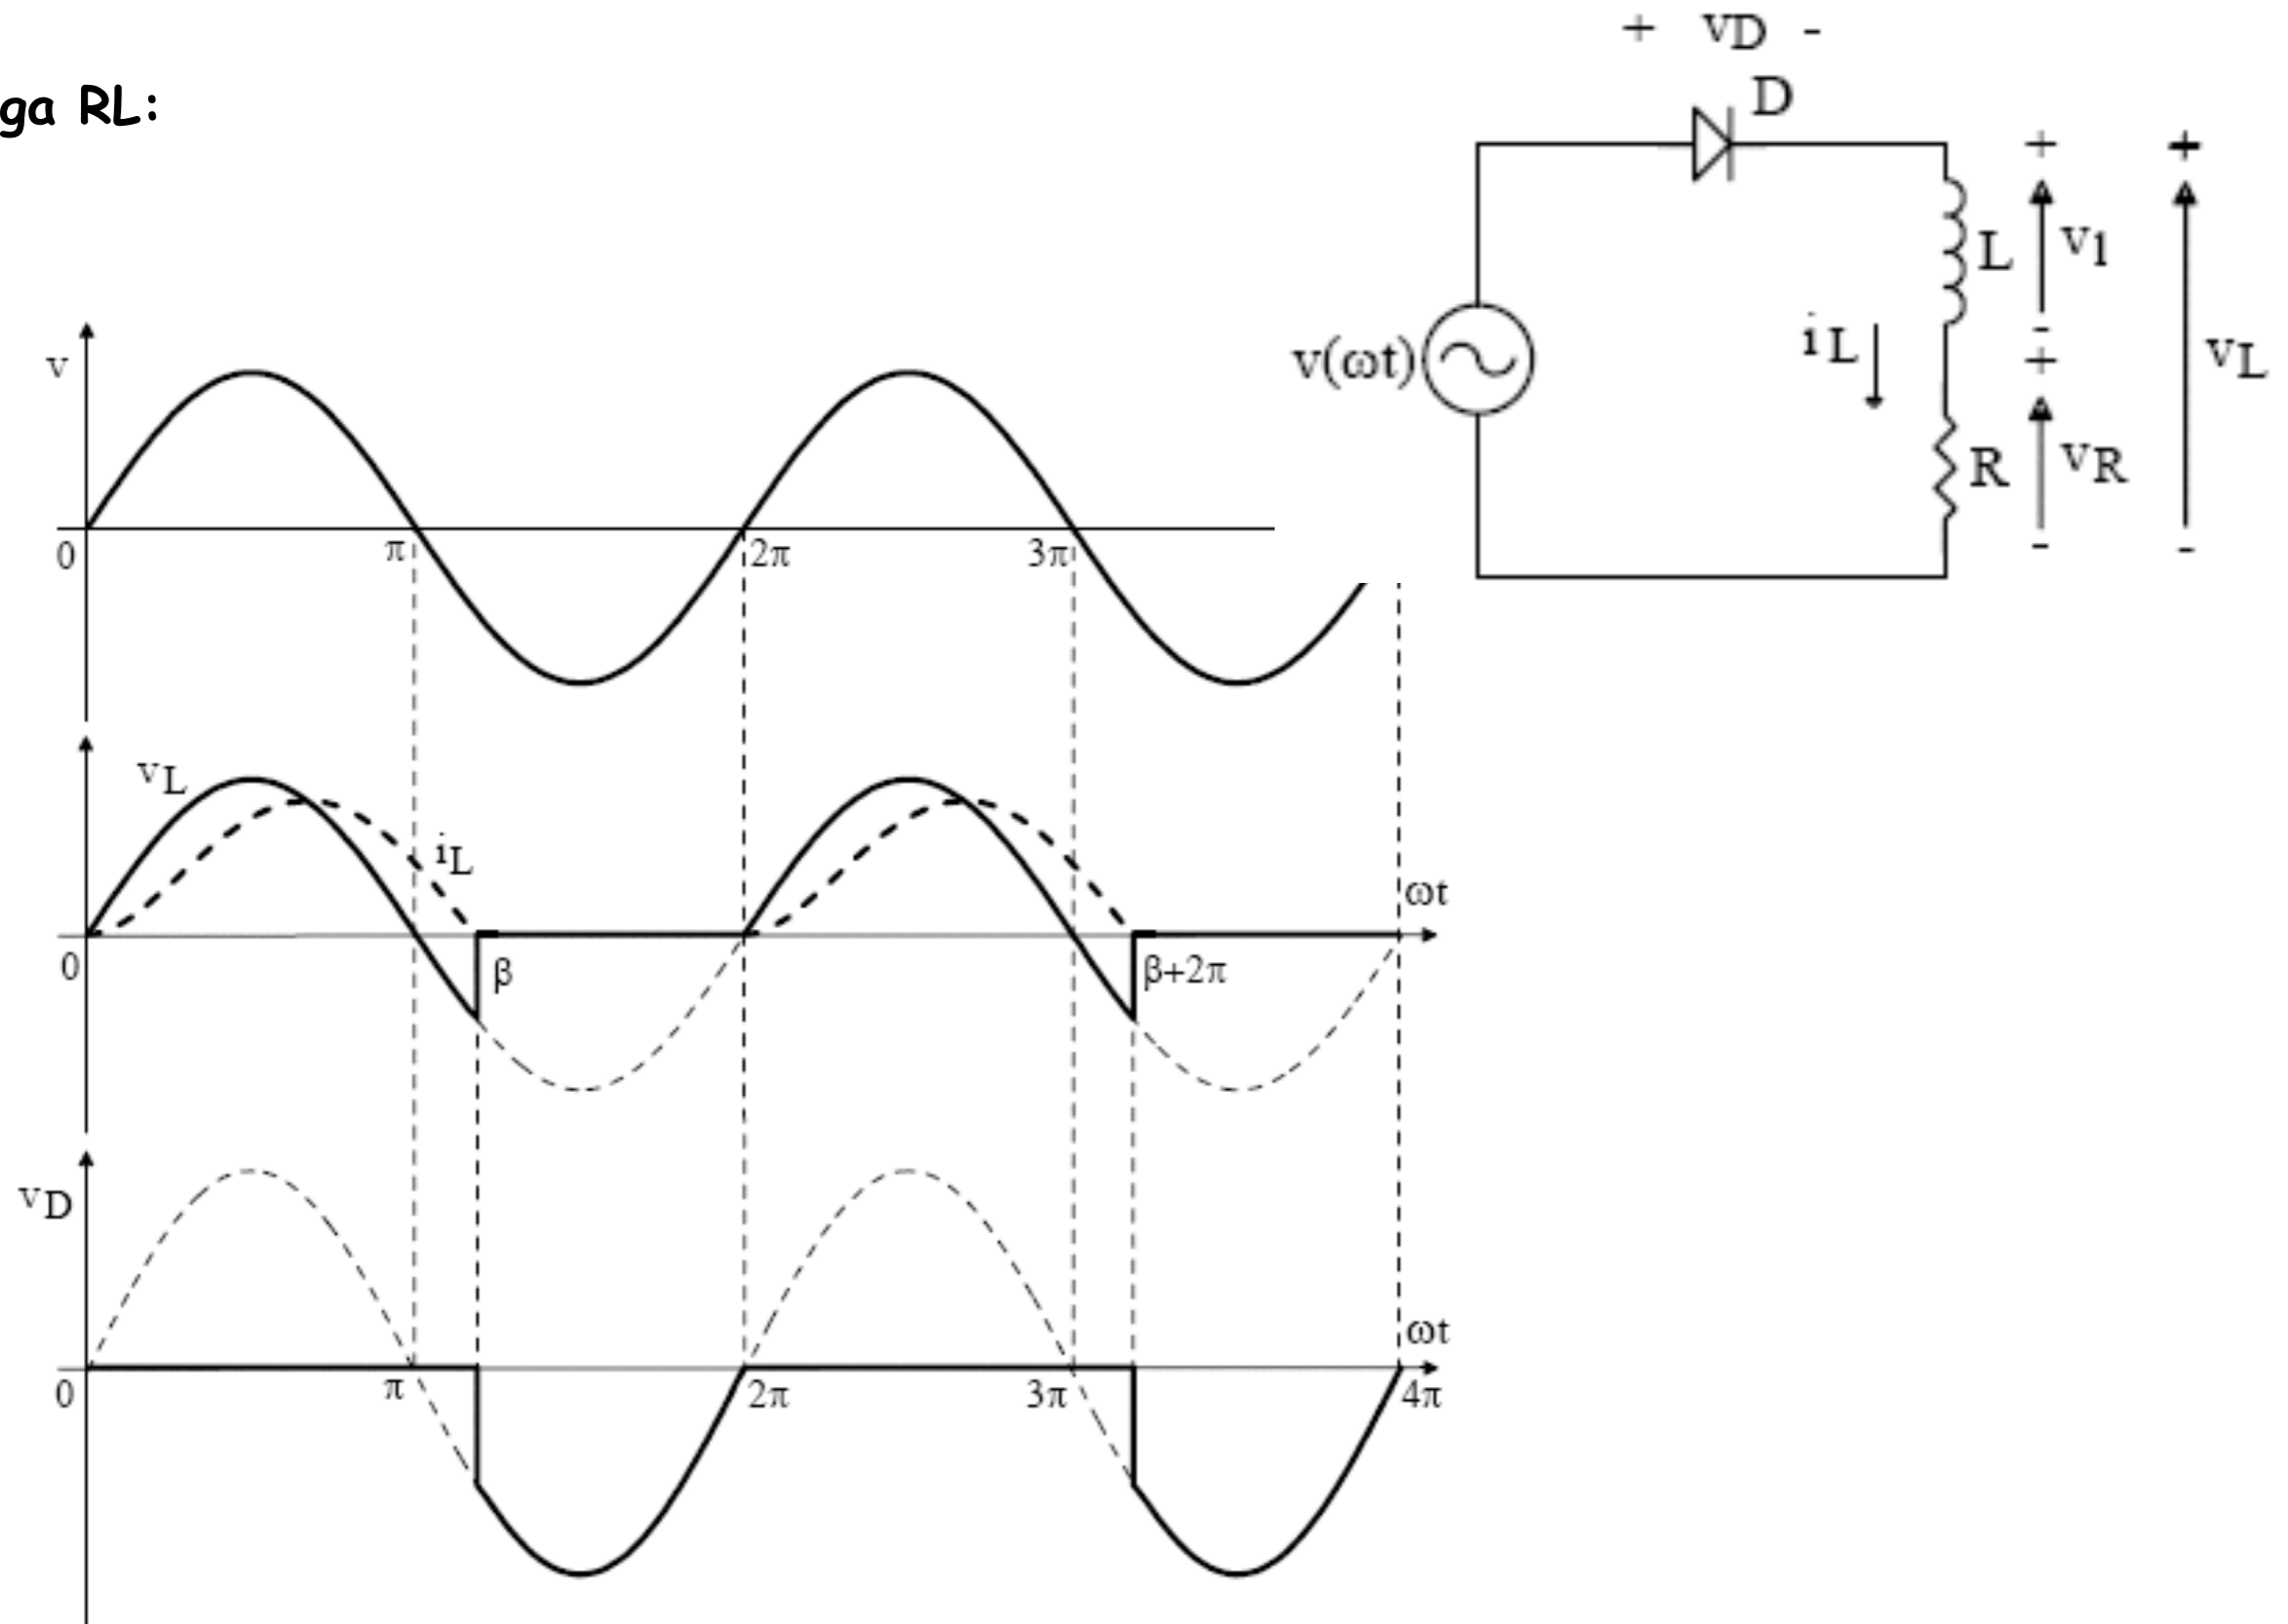 + vD -
D
ga RL:
+ +
L v1
v
- 
iL +
v(ωt) vL
R vR
0 π 2π 3π
- -
vL
iL
ωt
0 β β+2π
vD
ωt
0 π 2π 3π 4π